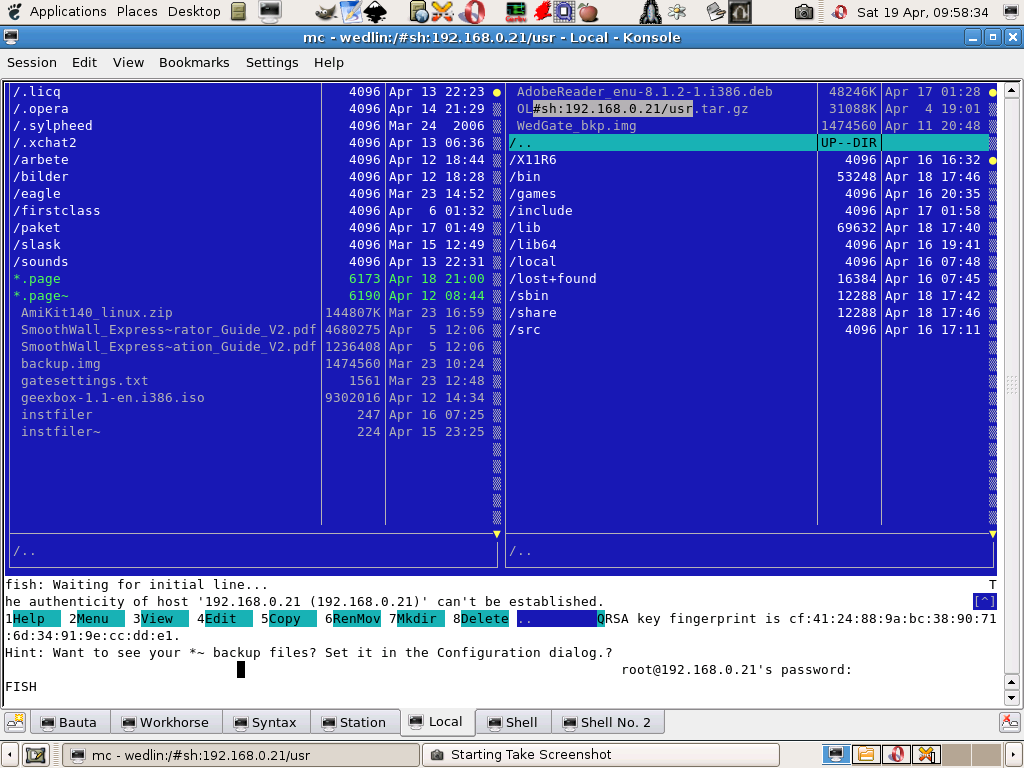 Applications Places Desktop Sat 19 Apr, 09:58:34
mc - wedlin:/#sh:192.168.0.21/usr - Local - Konsole
Session Edit View Bookmarks Settings Help
/.licq 4096 Apr 13 22:23
/.opera 4096 Apr 14 21:29
/.sylpheed 4096 Mar 24 2006
/.xchat2 4096 Apr 13 06:36
/arbete 4096 Apr 12 18:44
/bilder 4096 Apr 12 18:28
/eagle 4096 Mar 23 14:52
/firstclass 4096 Apr 6 01:32
/paket 4096 Apr 17 01:49
/slask 4096 Mar 15 12:49
/sounds 4096 Apr 13 22:31
*.page 6173 Apr 18 21:00
*.page~ 6190 Apr 12 08:44
AmiKit140_linux.zip 144807K Mar 23 16:59
SmoothWall_Express~rator_Guide_V2.pdf 4680275 Apr 5 12:06
SmoothWall_Express~ation_Guide_V2.pdf 1236408 Apr 5 12:06
backup.img 1474560 Mar 23 10:24
gatesettings.txt 1561 Mar 23 12:48
geexbox-1.1-en.i386.iso 9302016 Apr 12 14:34
instfiler 247 Apr 16 07:25
instfiler~ 224 Apr 15 23:25
/..
AdobeReader_enu-8.1.2-1.i386.deb 48246K Apr 17 01:28
OL#sh:192.168.0.21/usr.tar.gz 31088K Apr 4 19:01
WedGate_bkp.img 1474560 Apr 11 20:48
/.. UP--DIR
/X11R6 4096 Apr 16 16:32
/bin 53248 Apr 18 17:46
/games 4096 Apr 16 20:35
/include 4096 Apr 17 01:58
/lib 69632 Apr 18 17:40
/lib64 4096 Apr 16 19:41
/local 4096 Apr 16 07:48
/lost+found 16384 Apr 16 07:45
/sbin 12288 Apr 18 17:42
/share 12288 Apr 18 17:46
/src 4096 Apr 16 17:11
/..
fish: Waiting for initial line... T
he authenticity of host '192.168.0.21 (192.168.0.21)' can't be established. [^]
1Help 2Menu 3View 4Edit 5Copy 6RenMov 7Mkdir 8Delete .. QRSA key fingerprint is cf:41:24:88:9a:bc:38:90:71
:6d:34:91:9e:cc:dd:e1.
Hint: Want to see your *~ backup files? Set it in the Configuration dialog.?
root@192.168.0.21's password:
FISH
Bauta Workhorse Syntax Station Local Shell Shell No. 2
mc - wedlin:/#sh:192.168.0.21/usr Starting Take Screenshot